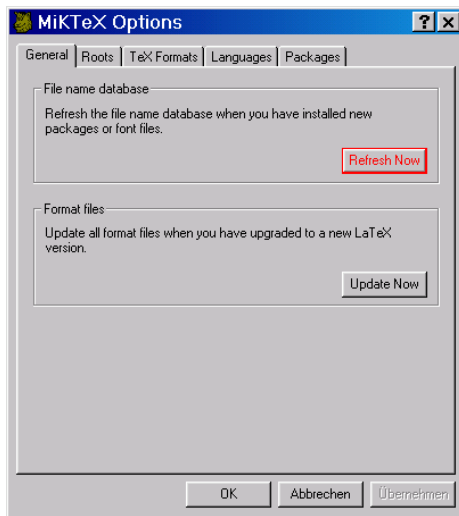 MiKTeX Options
General Roots TeX Formats Languages Packages
File name database
Refresh the file name database when you have installed new
packages or font files.
Refresh Now
Format files
Update all format files when you have upgraded to a new LaTeX
version.
Update Now
OK Abbrechen Übernehmen